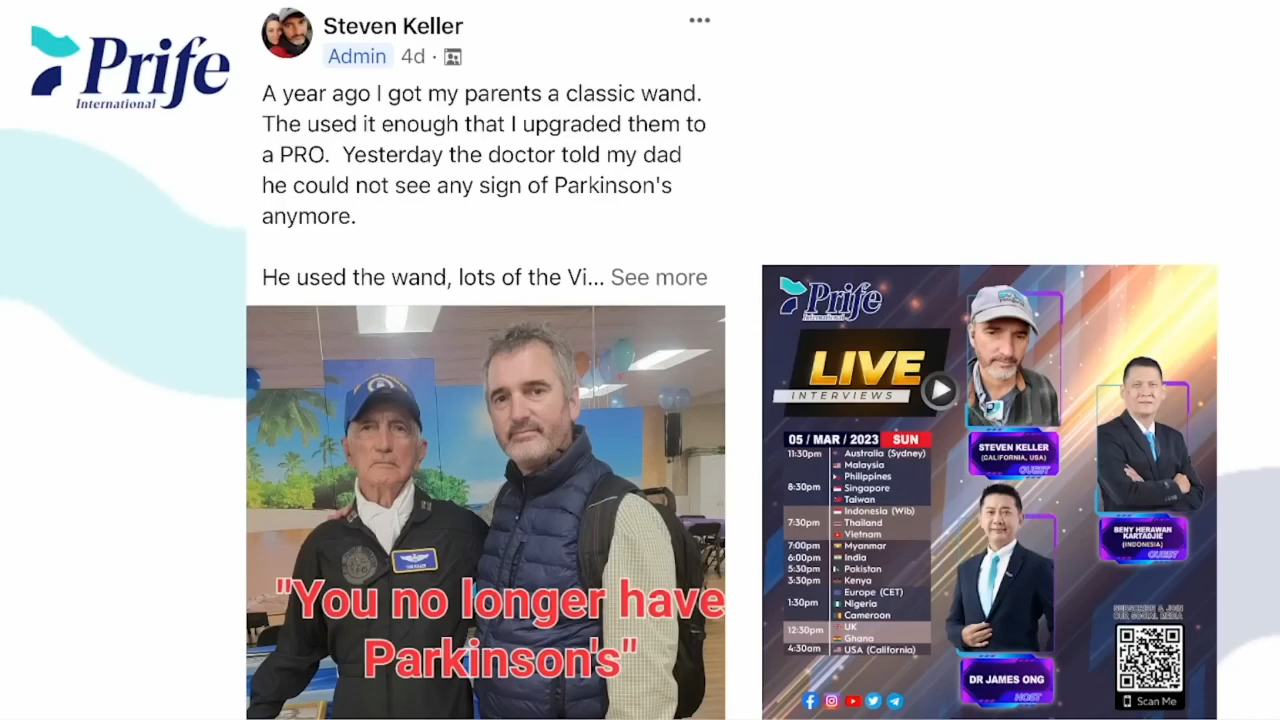 Prife
International
Steven Keller
Admin 4d ·
A year ago I got my parents a classic wand.
The used it enough that I upgraded them to
a PRO. Yesterday the doctor told my dad
he could not see any sign of Parkinson's
anymore.
He used the wand, lots of the Vi... See more
"You no longer have
Parkinson's"
Prife
International
LIVE
INTERVIEWS
05 / MAR / 2023 SUN
11:30pm Australia (Sydney)
Malaysia
Philippines
8:30pm Singapore
Taiwan
Indonesia (Wib)
7:30pm Thailand
Vietnam
7:00pm Myanmar
6:00pm India
5:30pm Pakistan
3:30pm Kenya
Europe (CET)
1:30pm Nigeria
Cameroon
12:30pm UK
Ghana
4:30am USA (California)
STEVEN KELLER
(CALIFORNIA, USA)
GUEST
BENY HERAWAN
KARTADJIE
(INDONESIA)
GUEST
DR JAMES ONG
HOST
SUBSCRIBE & JOIN
OUR SOCIAL MEDIA
Scan Me